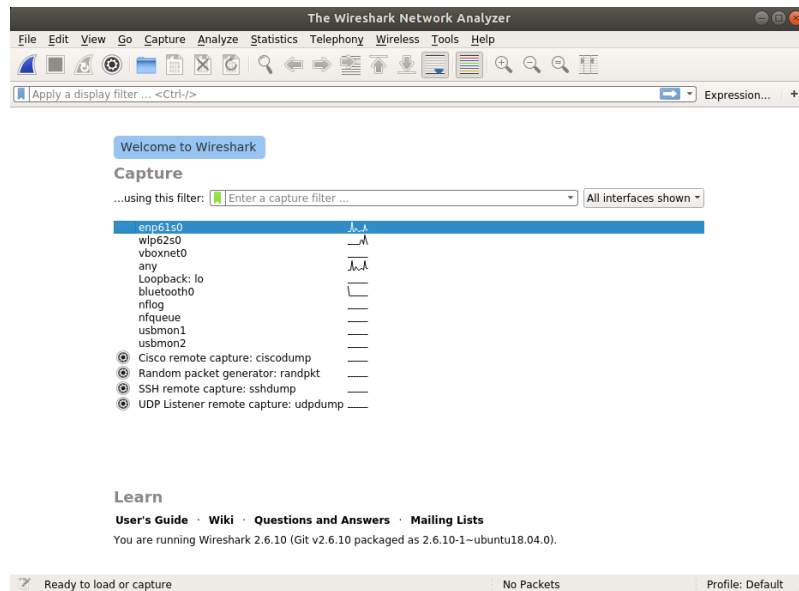 The Wireshark Network Analyzer
File Edit View Go Capture Analyze Statistics Telephony Wireless Tools Help
Apply a display filter ... <Ctrl-/> Expression... +
Welcome to Wireshark
Capture
...using this filter: Enter a capture filter ... All interfaces shown
enp61s0
wlp62s0
vboxnet0
any
Loopback: lo
bluetooth0
nflog
nfqueue
usbmon1
usbmon2
Cisco remote capture: ciscodump
Random packet generator: randpkt
SSH remote capture: sshdump
UDP Listener remote capture: udpdump
Learn
User's Guide · Wiki · Questions and Answers · Mailing Lists
You are running Wireshark 2.6.10 (Git v2.6.10 packaged as 2.6.10-1~ubuntu18.04.0).
Ready to load or capture No Packets Profile: Default